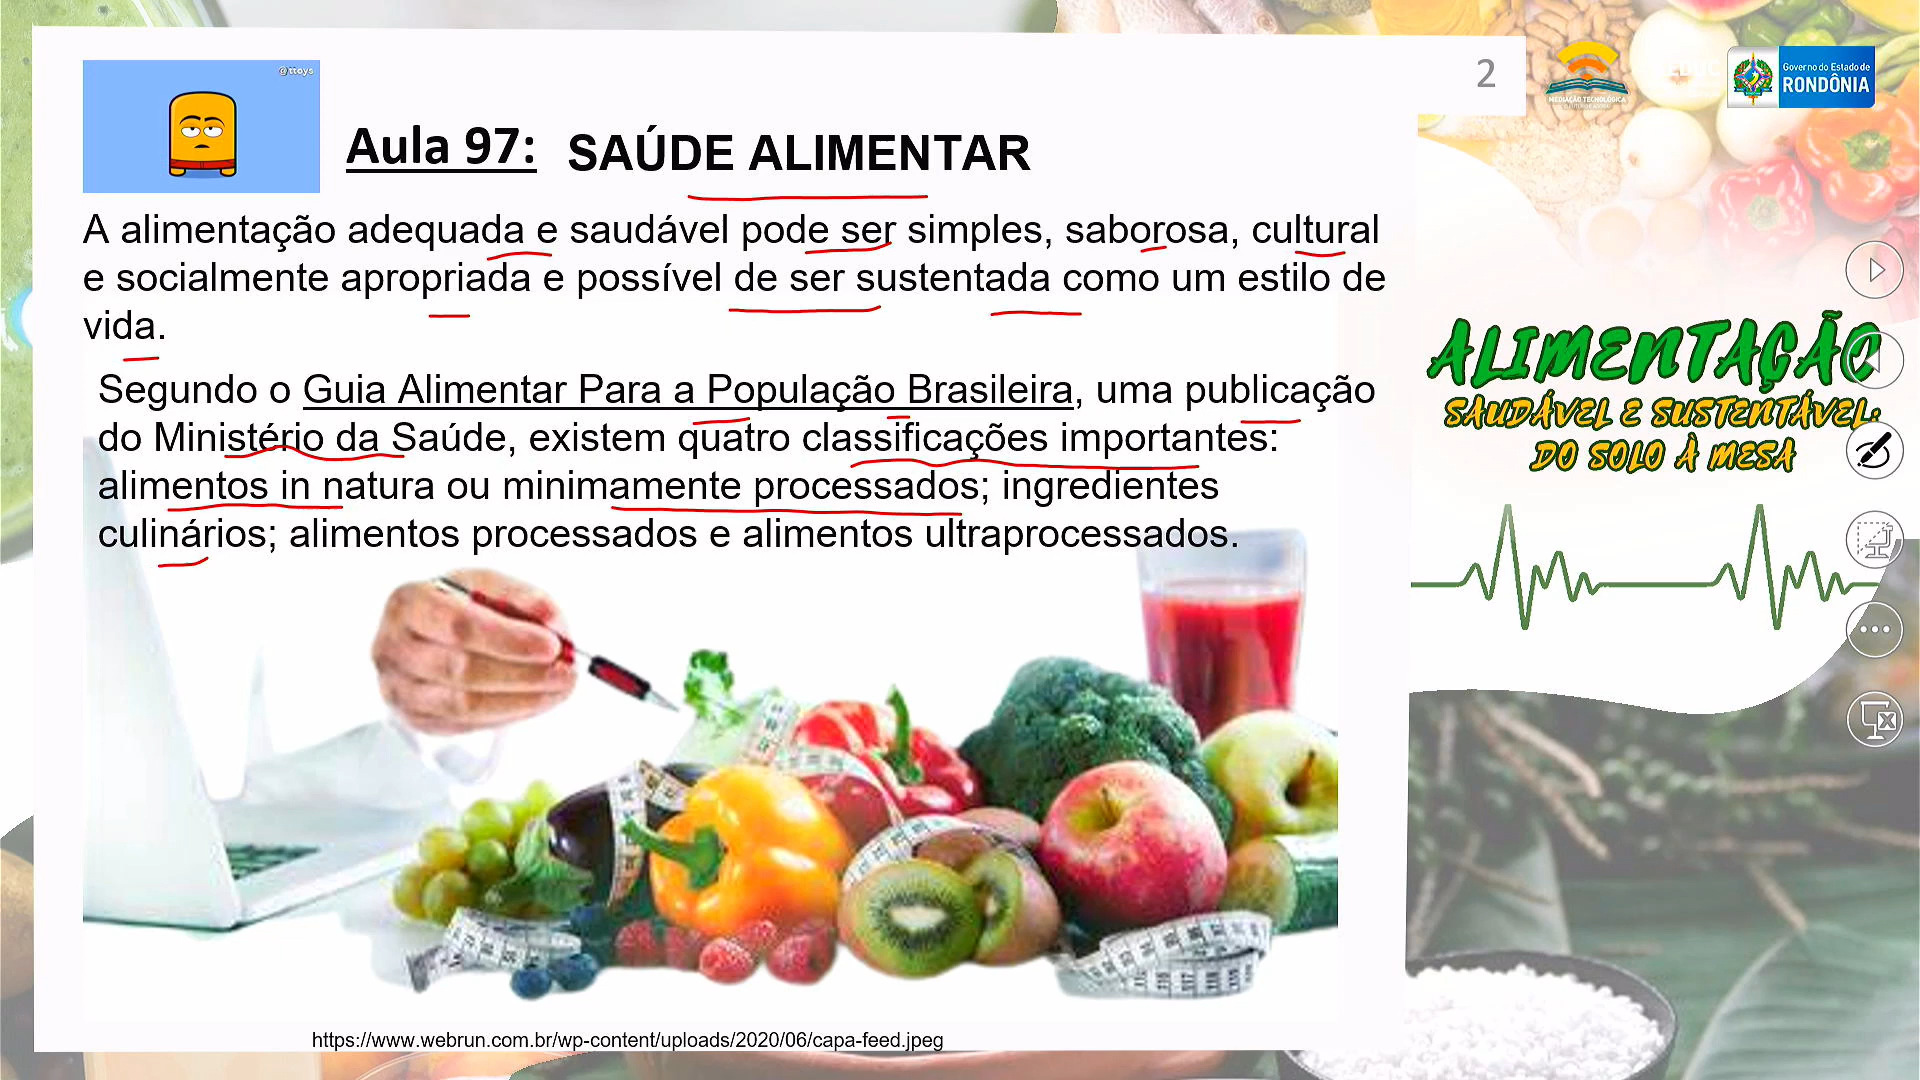 @ttoys
2
Governo do Estado de
RONDÔNIA
MEDIAÇÃO TECNOLÓGICA
Aula 97: SAÚDE ALIMENTAR
A alimentação adequada e saudável pode ser simples, saborosa, cultural
e socialmente apropriada e possível de ser sustentada como um estilo de
vida.
Segundo o Guia Alimentar Para a População Brasileira, uma publicação
do Ministério da Saúde, existem quatro classificações importantes:
alimentos in natura ou minimamente processados; ingredientes
culinários; alimentos processados e alimentos ultraprocessados.
ALIMENTAÇÃO
SAUDÁVEL E SUSTENTÁVEL:
DO SOLO À MESA
https://www.webrun.com.br/wp-content/uploads/2020/06/capa-feed.jpeg